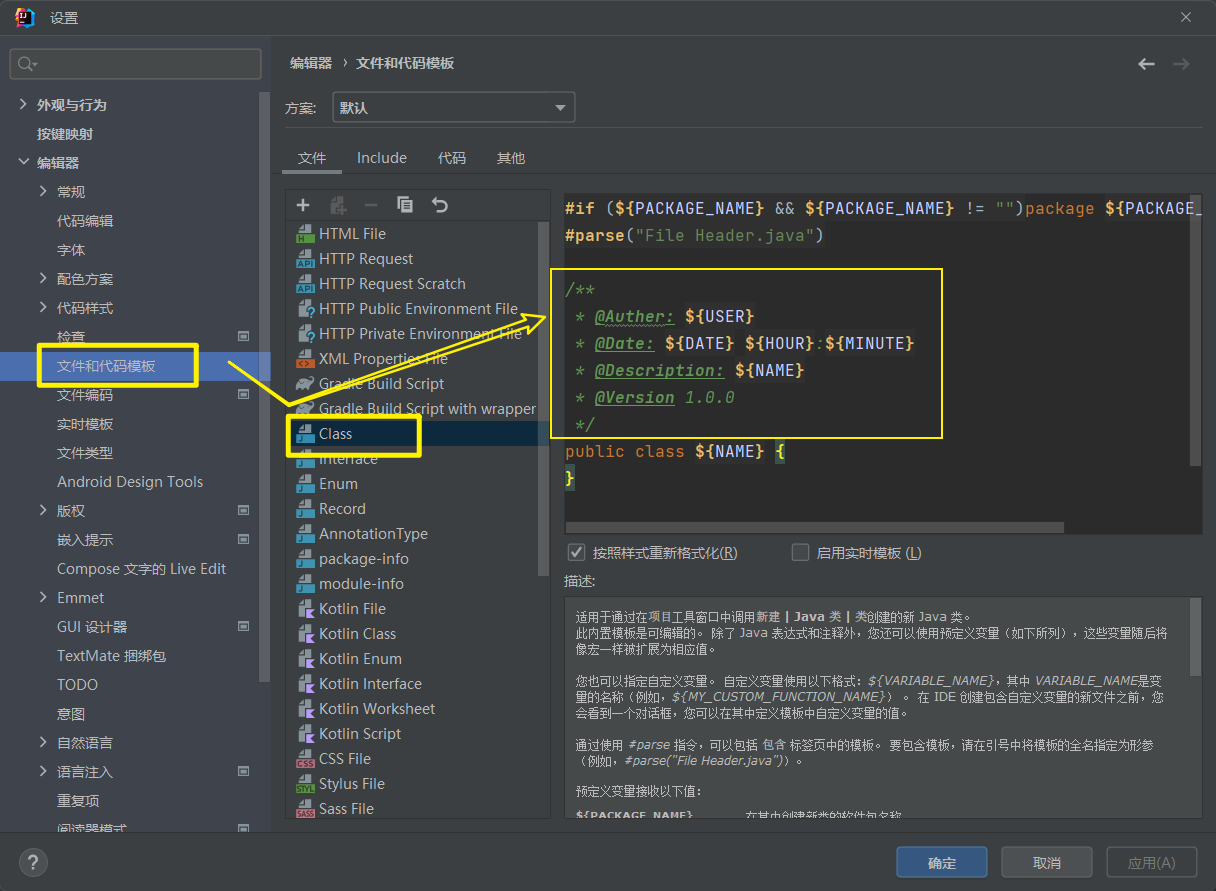 设置
编辑器 › 文件和代码模板
方案: 默认
文件 Include 代码 其他
外观与行为
按键映射
编辑器
常规
代码编辑
字体
配色方案
代码样式
检查
文件和代码模板
文件编码
实时模板
文件类型
Android Design Tools
版权
嵌入提示
Compose 文字的 Live Edit
Emmet
GUI 设计器
TextMate 捆绑包
TODO
意图
自然语言
语言注入
重复项
阅读器模式
HTML File
HTTP Request
HTTP Request Scratch
HTTP Public Environment File
HTTP Private Environment File
XML Properties File
Gradle Build Script
Gradle Build Script with wrapper
Class
Interface
Enum
Record
AnnotationType
package-info
module-info
Kotlin File
Kotlin Class
Kotlin Enum
Kotlin Interface
Kotlin Worksheet
Kotlin Script
CSS File
Stylus File
Sass File
#if (${PACKAGE_NAME} && ${PACKAGE_NAME} != "")package ${PACKAGE_
#parse("File Header.java")
/**
* @Auther: ${USER}
* @Date: ${DATE} ${HOUR}:${MINUTE}
* @Description: ${NAME}
* @Version 1.0.0
*/
public class ${NAME} {
}
按照样式重新格式化(R) 启用实时模板 (L)
描述:
适用于通过在项目工具窗口中调用新建 | Java 类 | 类创建的新 Java 类。
此内置模板是可编辑的。 除了 Java 表达式和注释外，您还可以使用预定义变量（如下所列），这些变量随后将
像宏一样被扩展为相应值。
您也可以指定自定义变量。 自定义变量使用以下格式: ${VARIABLE_NAME}，其中 VARIABLE_NAME是变
量的名称（例如，${MY_CUSTOM_FUNCTION_NAME}）。 在 IDE 创建包含自定义变量的新文件之前，您
会看到一个对话框，您可以在其中定义模板中自定义变量的值。
通过使用 #parse 指令，可以包括 包含 标签页中的模板。 要包含模板，请在引号中将模板的全名指定为形参
（例如，#parse("File Header.java")）。
预定义变量接收以下值:
${PACKAGE_NAME} 在其中创建新类的软件包名称
? 确定 取消 应用(A)